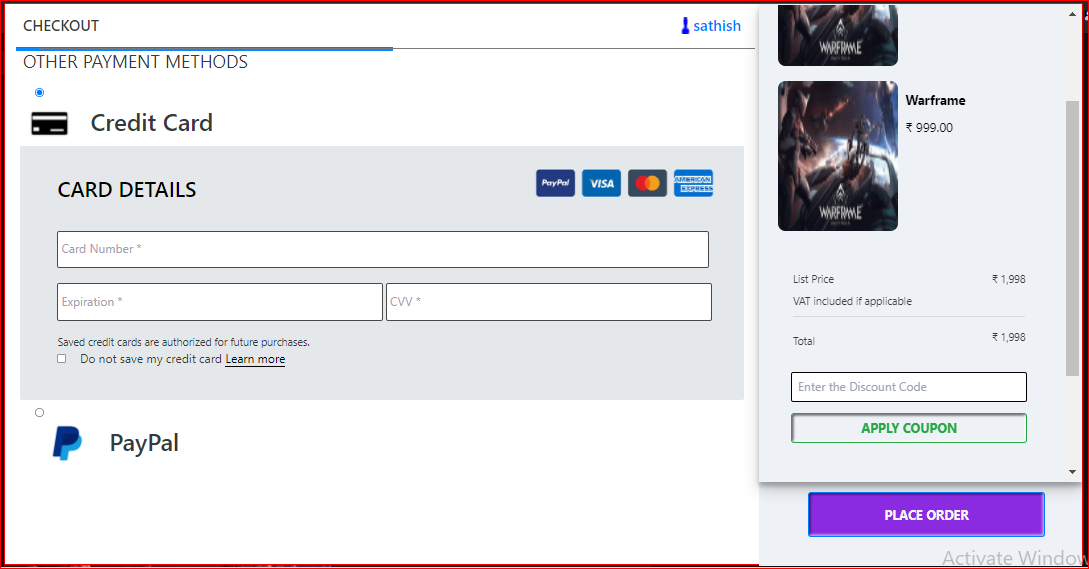 CHECKOUT
sathish
OTHER PAYMENT METHODS
Credit Card
CARD DETAILS
PayPal
VISA
AMERICAN
EXPRESS
Card Number *
Expiration *
CVV *
Saved credit cards are authorized for future purchases.
Do not save my credit card Learn more
PayPal
WARFRAME
Warframe
₹ 999.00
WARFRAME
List Price ₹ 1,998
VAT included if applicable
Total ₹ 1,998
Enter the Discount Code
APPLY COUPON
PLACE ORDER
Activate Window